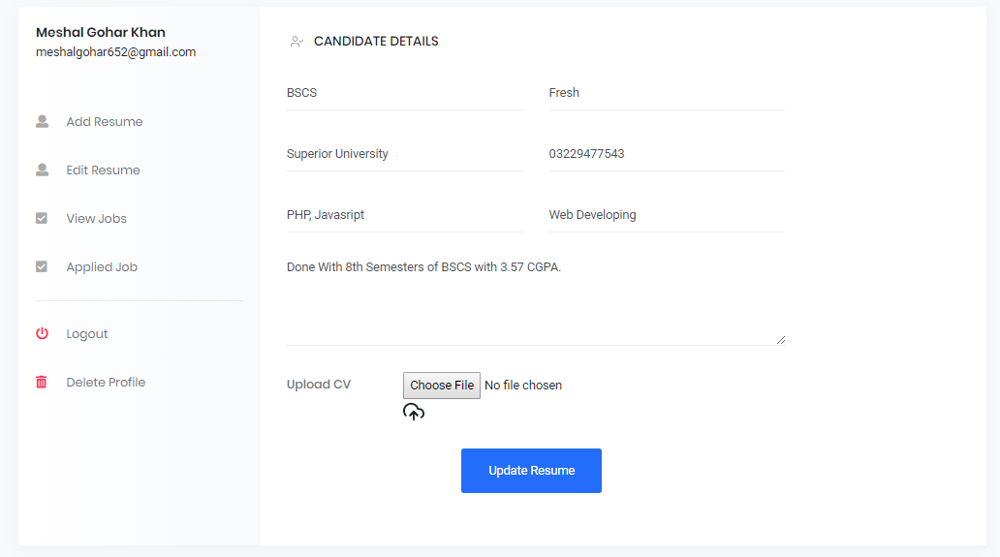 Meshal Gohar Khan
meshalgohar652@gmail.com
Add Resume
Edit Resume
View Jobs
Applied Job
Logout
Delete Profile
CANDIDATE DETAILS
BSCS
Fresh
Superior University
03229477543
PHP, Javasript
Web Developing
Done With 8th Semesters of BSCS with 3.57 CGPA.
Upload CV
Choose File No file chosen
Update Resume